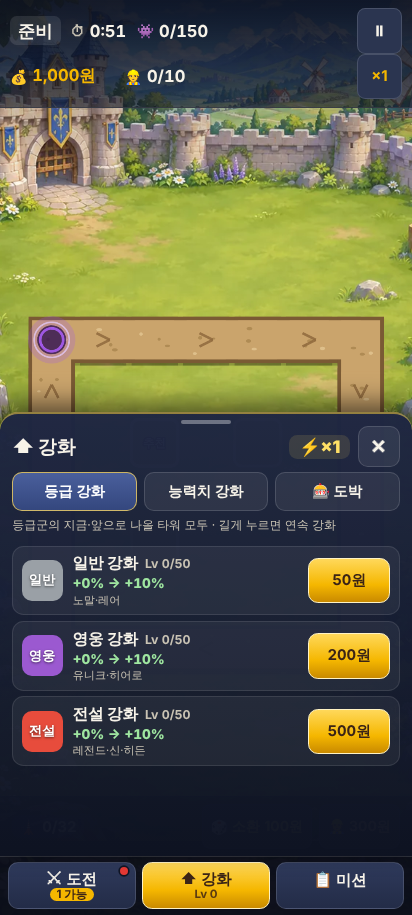 준비 ⏱ 0:51 👾 0/150 ⏸
💰 1,000원 👷 0/10 ×1
⬆ 강화 ⚡×1 ✕
등급 강화 능력치 강화 🎰 도박
등급군의 지금·앞으로 나올 타워 모두 · 길게 누르면 연속 강화
일반 일반 강화 Lv 0/50 50원
+0% → +10%
노말·레어
영웅 영웅 강화 Lv 0/50 200원
+0% → +10%
유니크·히어로
전설 전설 강화 Lv 0/50 500원
+0% → +10%
레전드·신·히든
⚔ 도전 ⬆ 강화 📋 미션
1 가능 Lv 0